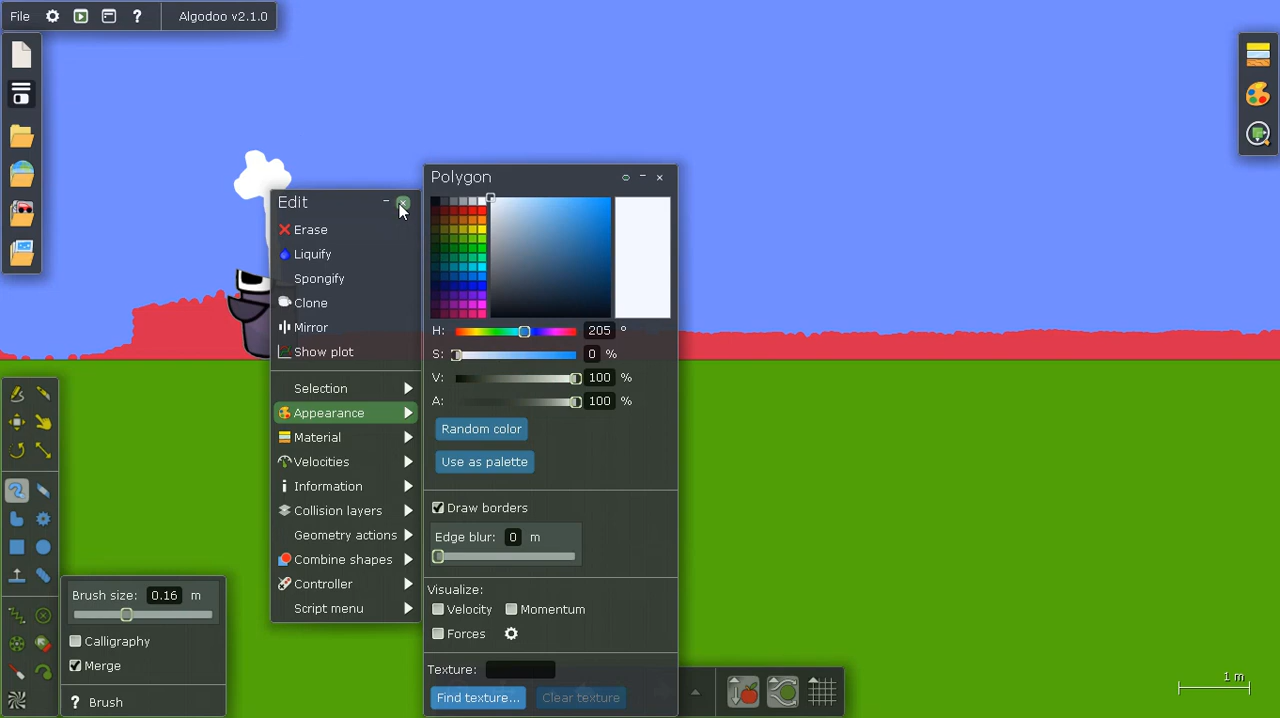 File
?
Algodoo v2.1.0
Edit
Erase
Liquify
Spongify
Clone
Mirror
Show plot
Selection
Appearance
Material
Velocities
Information
Collision layers
Geometry actions
Combine shapes
Controller
Script menu
Polygon
H: 205 °
S: 0 %
V: 100 %
A: 100 %
Random color
Use as palette
Draw borders
Edge blur: 0 m
Visualize:
Velocity
Momentum
Forces
Texture:
Find texture...
Clear texture
Brush size: 0.16 m
Calligraphy
Merge
? Brush
1 m